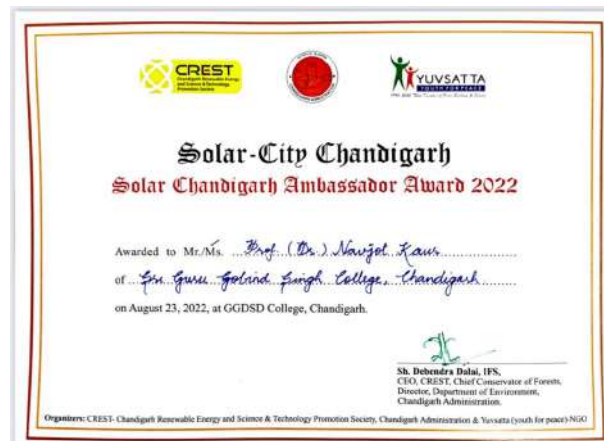 CREST
Chandigarh Renewable Energy
and Science & Technology
Promotion Society
YUVSATTA
YOUTH FOR PEACE
Solar-City Chandigarh
Solar Chandigarh Ambassador Award 2022
Awarded to Mr./Ms. Prof (Dr.) Navjot Kaur
of Sri Guru Gobind Singh College, Chandigarh
on August 23, 2022, at GGDSD College, Chandigarh.
Sh. Debendra Dalai, IFS,
CEO, CREST, Chief Conservator of Forests,
Director, Department of Environment,
Chandigarh Administration.
Organizers: CREST- Chandigarh Renewable Energy and Science & Technology Promotion Society, Chandigarh Administration & Yuvsatta (youth for peace)-NGO